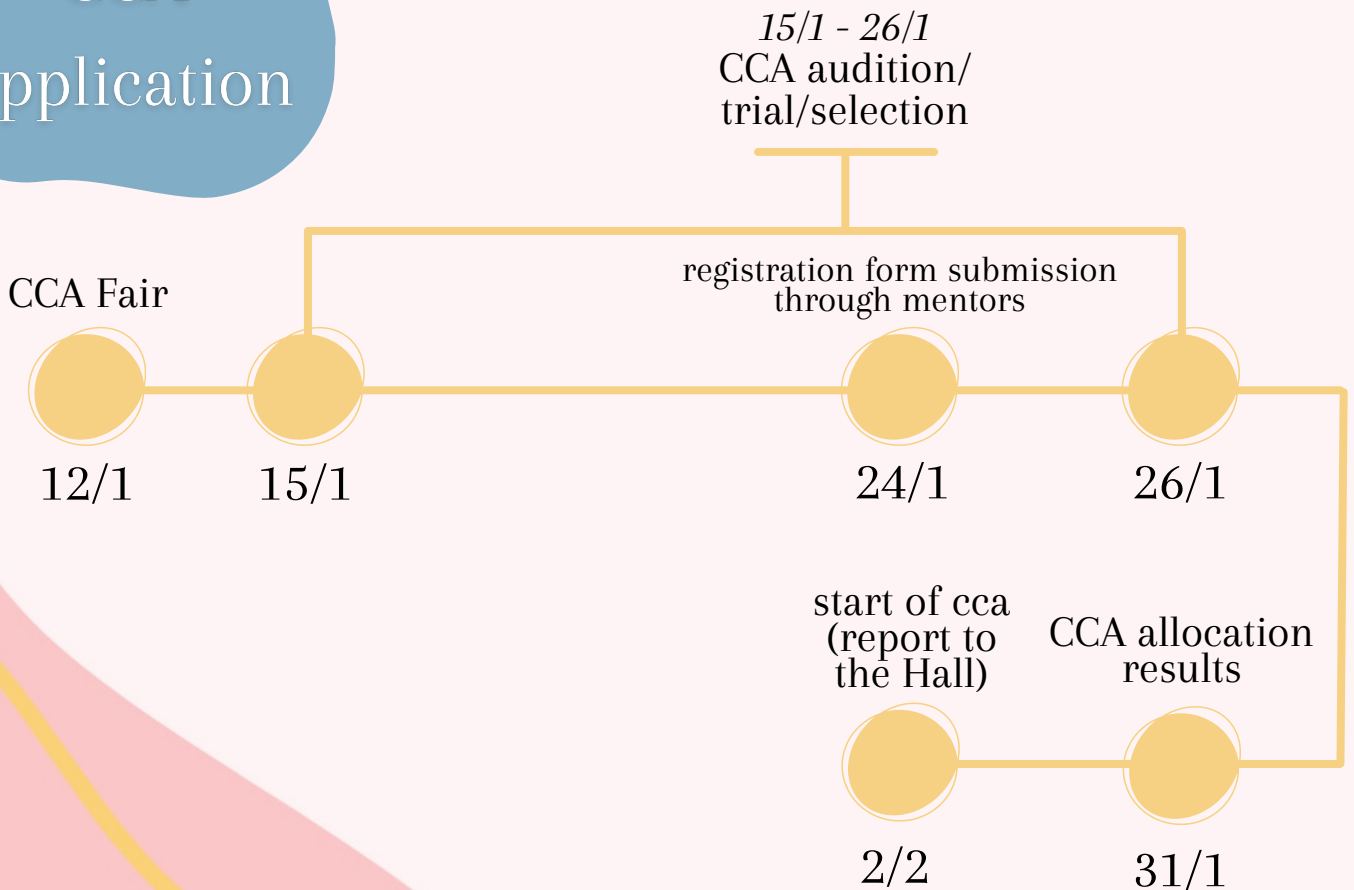 pplication
15/1 - 26/1
CCA audition/
trial/selection
CCA Fair
registration form submission
through mentors
12/1
15/1
24/1
26/1
start of cca
(report to
the Hall)
CCA allocation
results
2/2
31/1